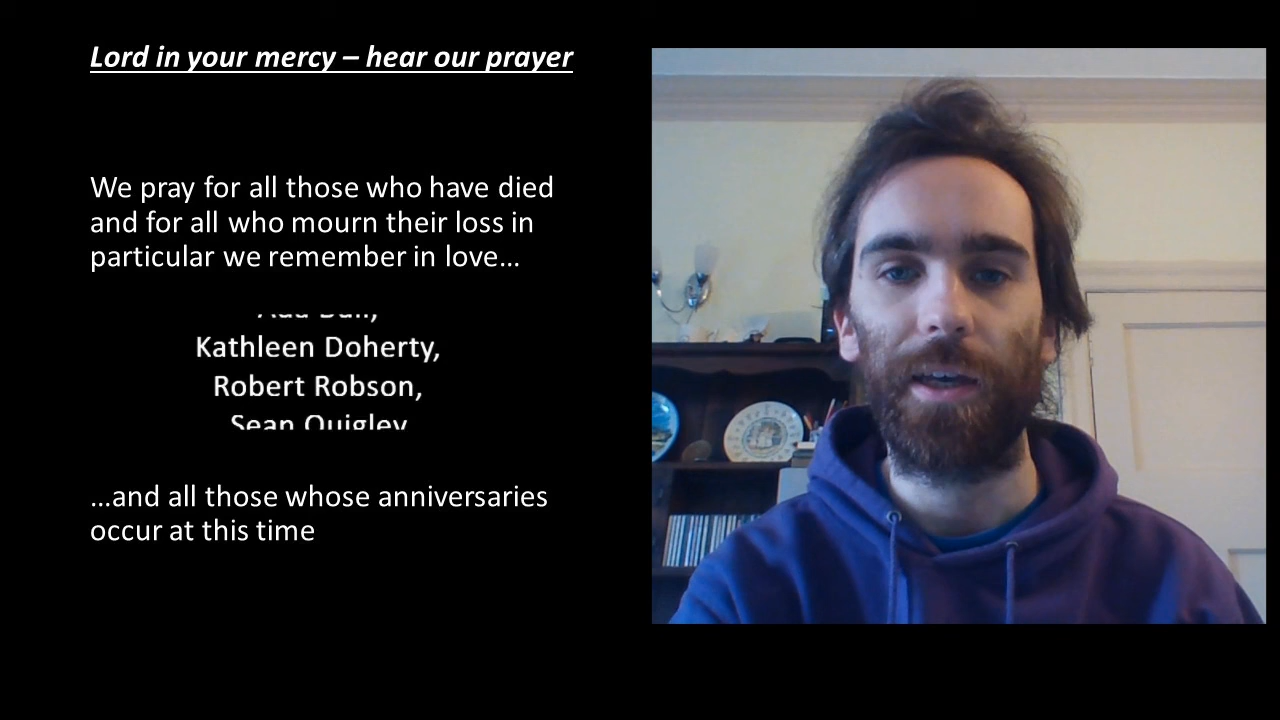 Lord in your mercy – hear our prayer
We pray for all those who have died
and for all who mourn their loss in
particular we remember in love...
Kathleen Doherty,
Robert Robson,
Sean Quigley
...and all those whose anniversaries
occur at this time